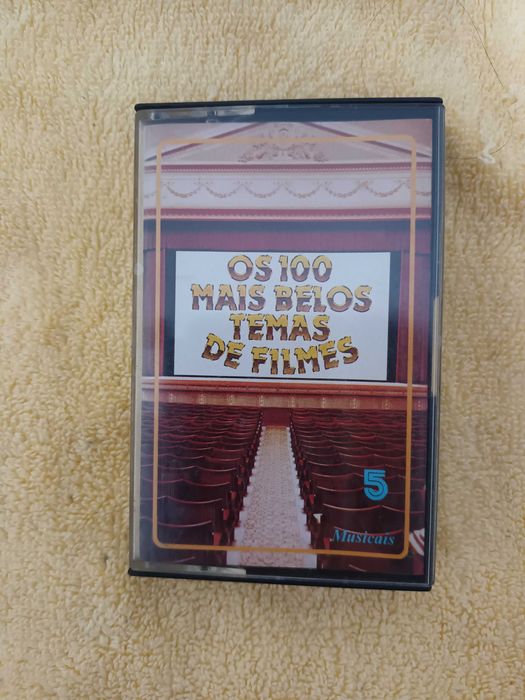 OS 100
MAIS BELOS
TEMAS
DE FILMES
5
Musicais